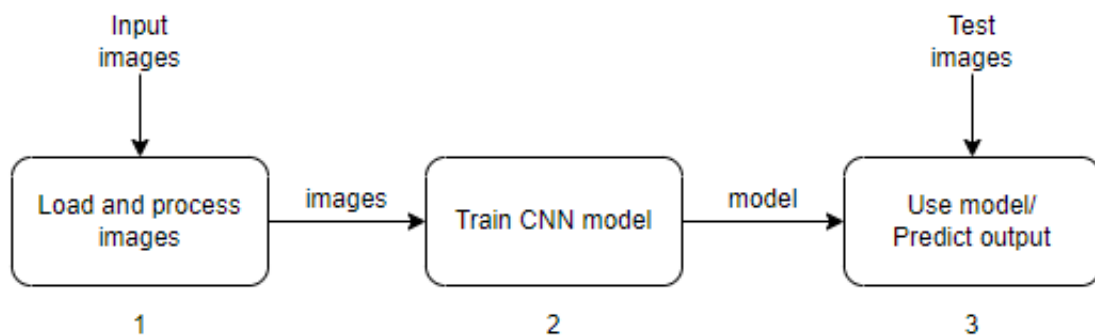 Input
images
Test
images
Load and process
images
images
Train CNN model
model
Use model/
Predict output
1
2
3